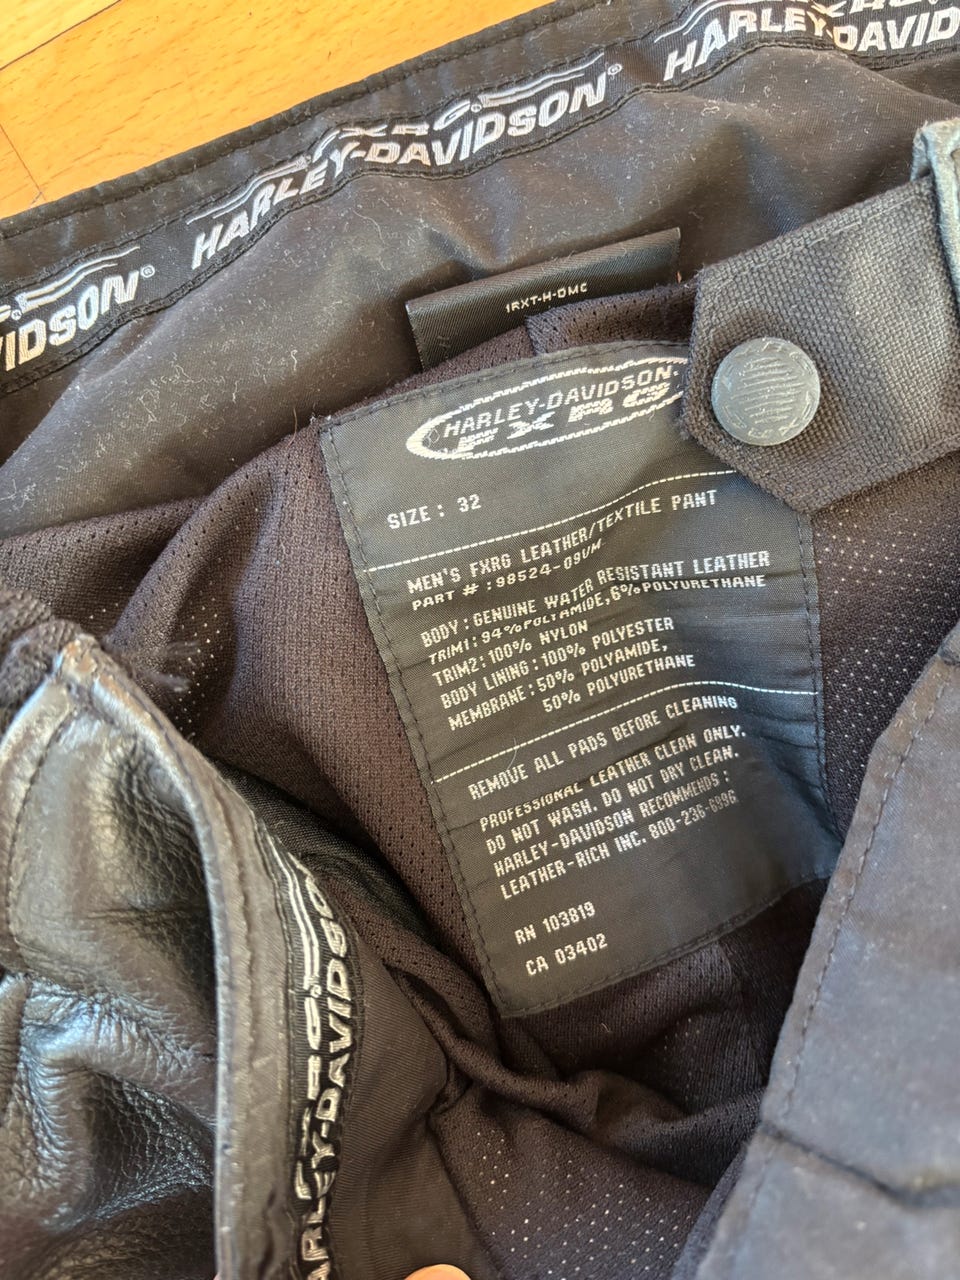 HARLEY-DAVIDSON
FXRG
HARLEY-DAVIDSON®
FXRG
VIDSON®
1RXT-H-DMC
HARLEY-DAVIDSON
FXRG
SIZE: 32
MEN'S FXRG LEATHER/TEXTILE PANT
PART #:98524-09VM
BODY:GENUINE WATER RESISTANT LEATHER
TRIM1:94%POLYAMIDE,6%POLYURETHANE
TRIM2:100% NYLON
BODY LINING:100% POLYESTER
MEMBRANE:50% POLYAMIDE,
50% POLYURETHANE
REMOVE ALL PADS BEFORE CLEANING
PROFESSIONAL LEATHER CLEAN ONLY.
DO NOT WASH. DO NOT DRY CLEAN.
HARLEY-DAVIDSON RECOMMENDS:
LEATHER-RICH INC. 800-236-6996
RN 103819
CA 03402
FXRG
HARLEY-DAVIDSON